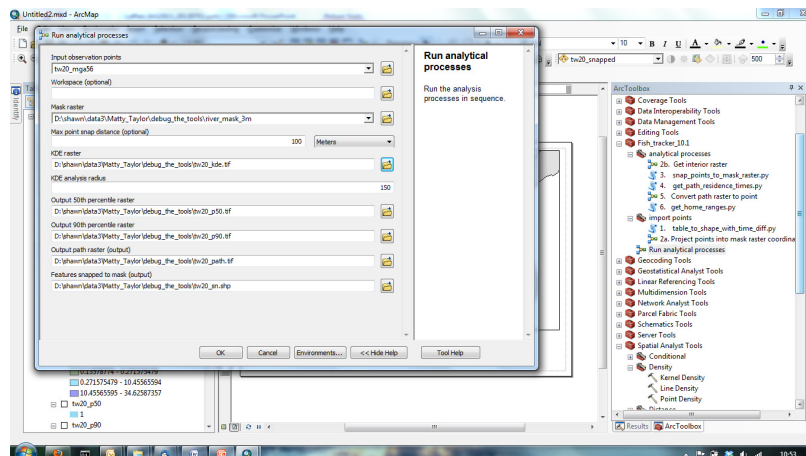 Untitled2.mxd - ArcMap
File
Run analytical processes
Input observation points
tw20_mga56
Workspace (optional)
Mask raster
D:\shawn\data3\Matty_Taylor\debug_the_tools\river_mask_3m
Max point snap distance (optional)
100 Meters
KDE raster
D:\shawn\data3\Matty_Taylor\debug_the_tools\tw20_kde.tif
KDE analysis radius
150
Output 50th percentile raster
D:\shawn\data3\Matty_Taylor\debug_the_tools\tw20_p50.tif
Output 90th percentile raster
D:\shawn\data3\Matty_Taylor\debug_the_tools\tw20_p90.tif
Output path raster (output)
D:\shawn\data3\Matty_Taylor\debug_the_tools\tw20_path.tif
Features snapped to mask (output)
D:\shawn\data3\Matty_Taylor\debug_the_tools\tw20_sn.shp
OK Cancel Environments... << Hide Help Tool Help
Run analytical
processes
Run the analysis
processes in sequence.
10 B I U A
tw20_snapped 500
Identify
0.271575479 - 10.45565594
10.45565595 - 34.62587357
tw20_p50
1
tw20_p90
ArcToolbox
Coverage Tools
Data Interoperability Tools
Data Management Tools
Editing Tools
Fish_tracker_10.1
analytical processes
2b. Get interior raster
3. snap_points_to_mask_raster.py
4. get_path_residence_times.py
5. Convert path raster to point
6. get_home_ranges.py
import points
1. table_to_shape_with_time_diff.py
2a. Project points into mask raster coordina
Run analytical processes
Geocoding Tools
Geostatistical Analyst Tools
Linear Referencing Tools
Multidimension Tools
Network Analyst Tools
Parcel Fabric Tools
Schematics Tools
Server Tools
Spatial Analyst Tools
Conditional
Density
Kernel Density
Line Density
Point Density
Distance
Results ArcToolbox
10:53